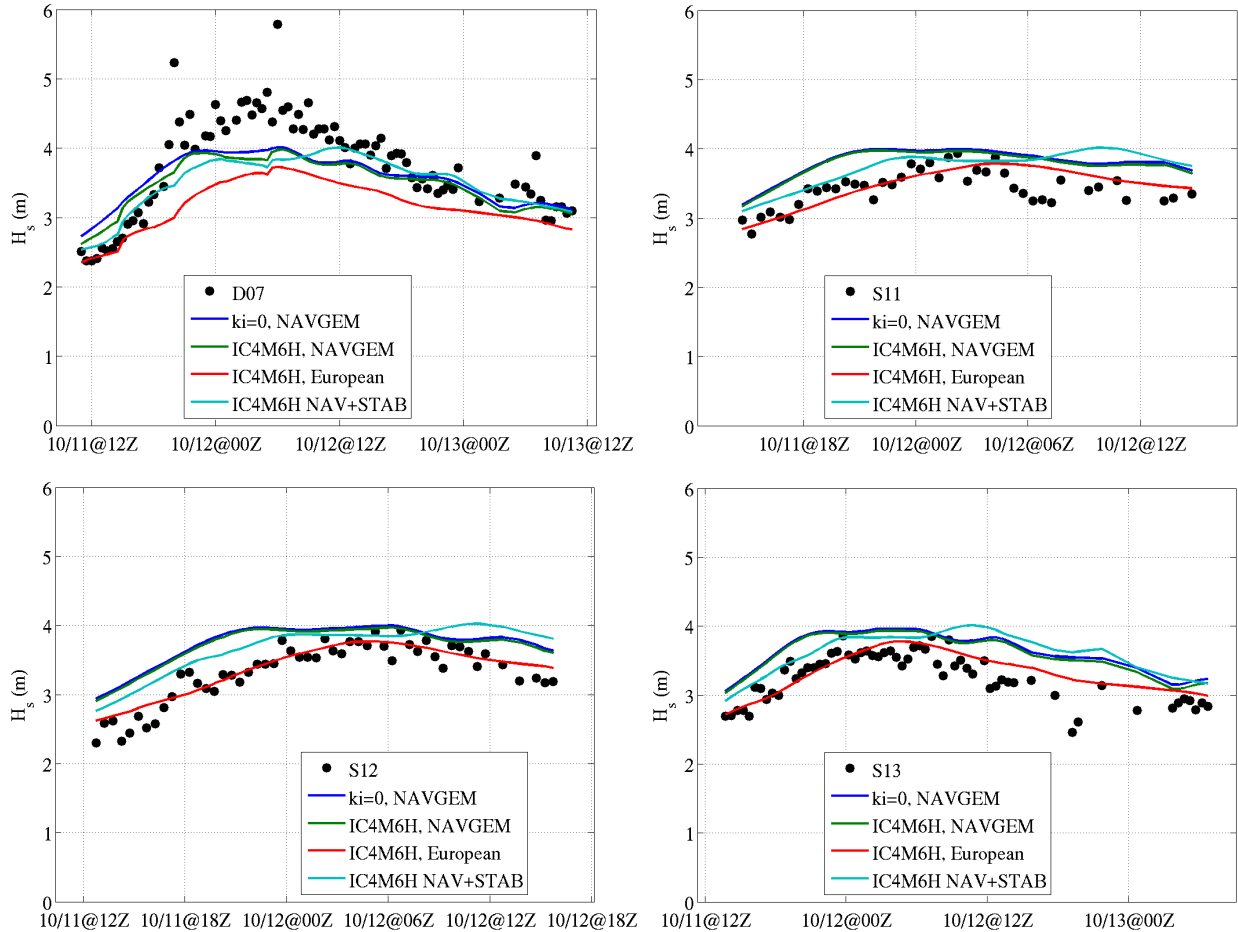 6
5
4
3
2
1
0
H_s (m)
D07
ki=0, NAVGEM
IC4M6H, NAVGEM
IC4M6H, European
IC4M6H NAV+STAB
10/11@12Z 10/12@00Z 10/12@12Z 10/13@00Z 10/13@12Z
6
5
4
3
2
1
0
H_s (m)
S11
ki=0, NAVGEM
IC4M6H, NAVGEM
IC4M6H, European
IC4M6H NAV+STAB
10/11@18Z 10/12@00Z 10/12@06Z 10/12@12Z
6
5
4
3
2
1
0
H_s (m)
S12
ki=0, NAVGEM
IC4M6H, NAVGEM
IC4M6H, European
IC4M6H NAV+STAB
10/11@12Z 10/11@18Z 10/12@00Z 10/12@06Z 10/12@12Z 10/12@18Z
6
5
4
3
2
1
0
H_s (m)
S13
ki=0, NAVGEM
IC4M6H, NAVGEM
IC4M6H, European
IC4M6H NAV+STAB
10/11@12Z 10/12@00Z 10/12@12Z 10/13@00Z